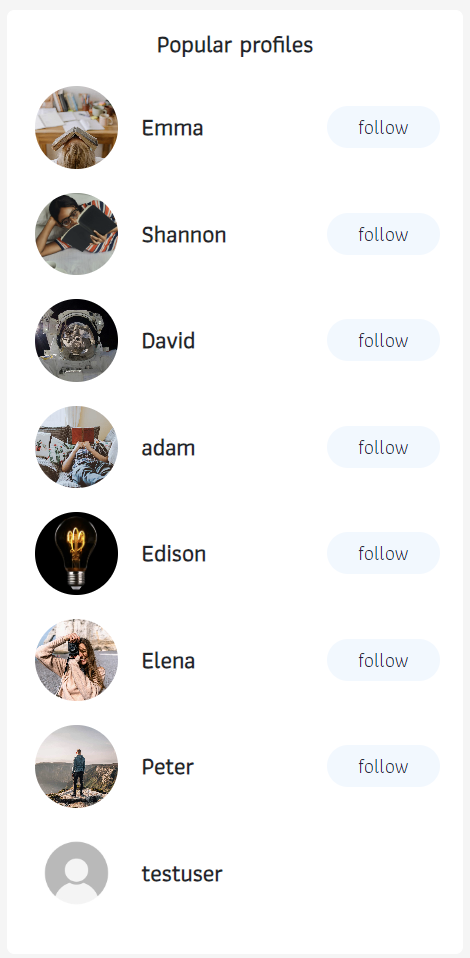 Popular profiles
Emma follow
Shannon follow
David follow
adam follow
Edison follow
Elena follow
Peter follow
testuser